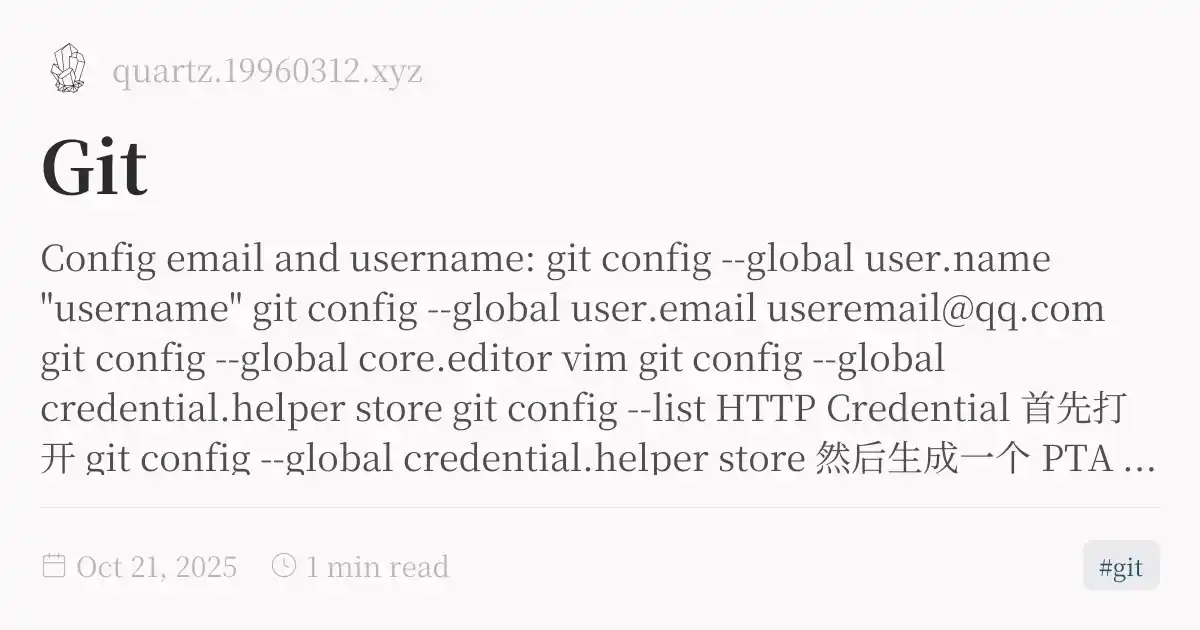 quartz.19960312.xyz
Git
Config email and username: git config --global user.name
"username" git config --global user.email useremail@qq.com
git config --global core.editor vim git config --global
credential.helper store git config --list HTTP Credential 首先打
开 git config --global credential.helper store 然后生成一个 PTA ...
Oct 21, 2025 1 min read
#git